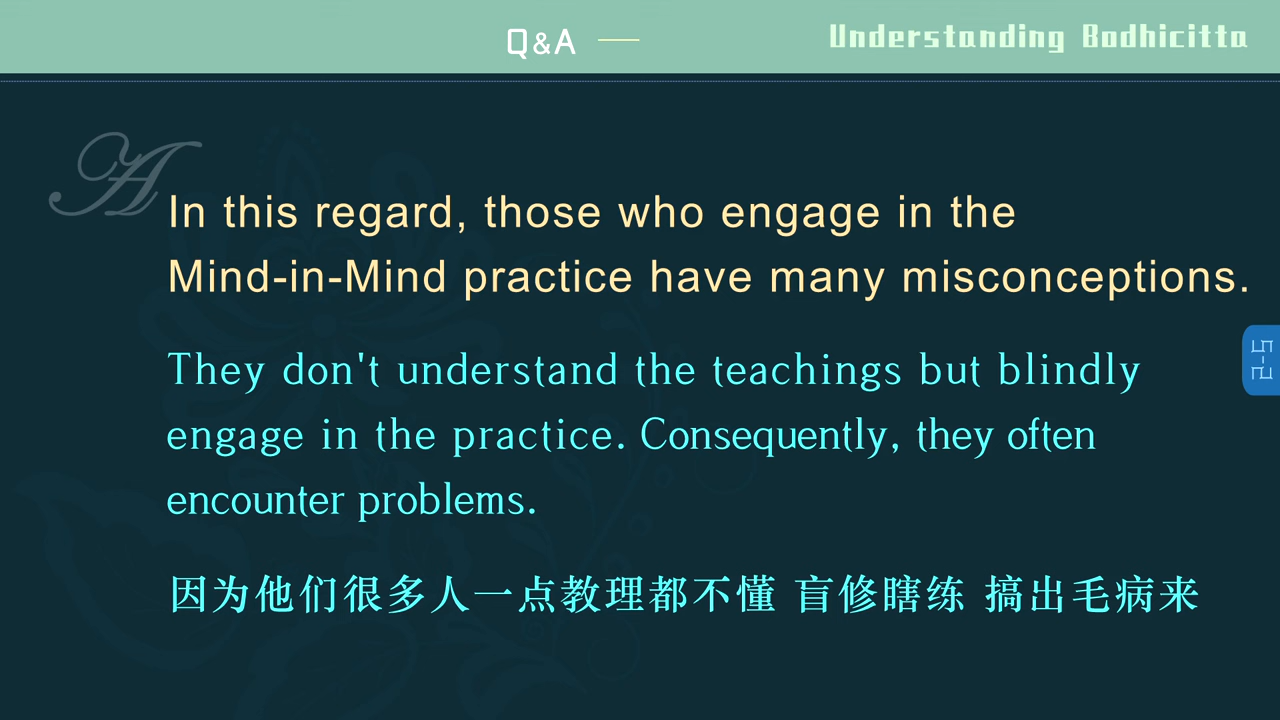 Q&A
Understanding Bodhicitta
A
In this regard, those who engage in the
Mind-in-Mind practice have many misconceptions.
They don't understand the teachings but blindly
engage in the practice. Consequently, they often
encounter problems.
因为他们很多人一点教理都不懂 盲修瞎练 搞出毛病来